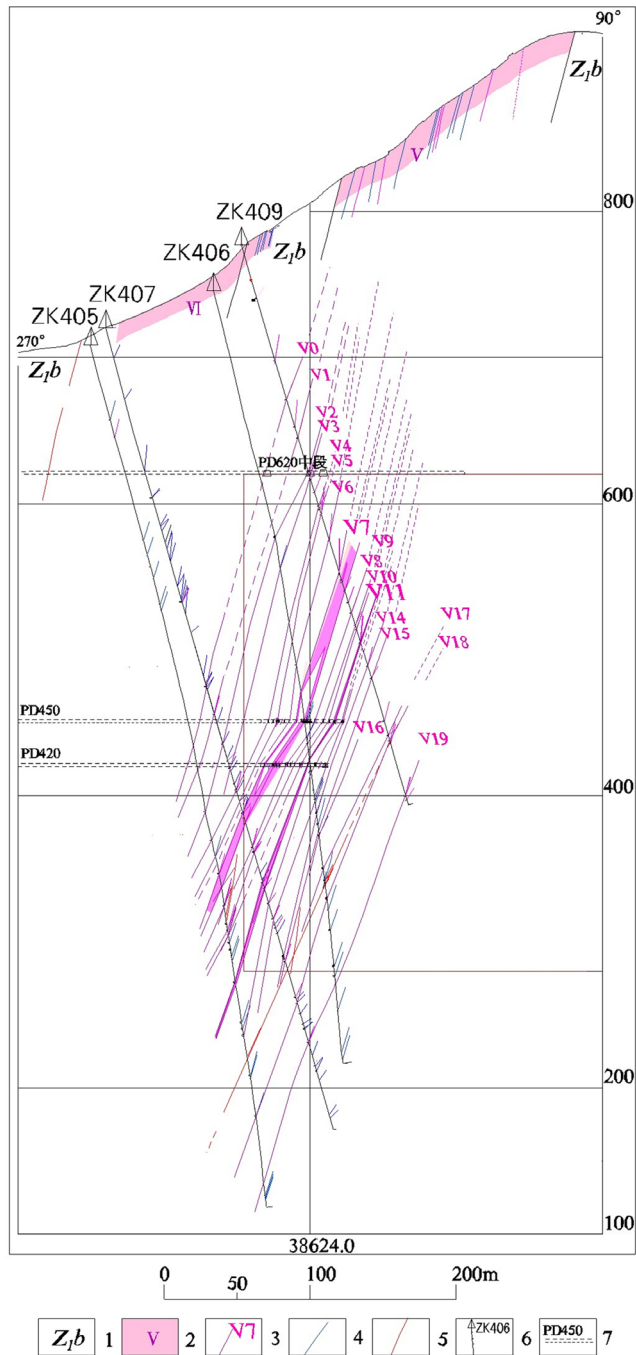 90°
Z₁b
V
800
ZK409
Z₁b
ZK406
ZK407
VI
ZK405
270°
Z₁b
V0
V1
V2
V3
V4
PD620中段
V5
V6
600
V7
V9
V8
V10
V11
V14
V17
V15
V18
PD450
V16
V19
PD420
400
200
100
38624.0
0
50
100
200m
Z₁b 1 V 2 V7 3 4 5 ZK406 6 PD450 7